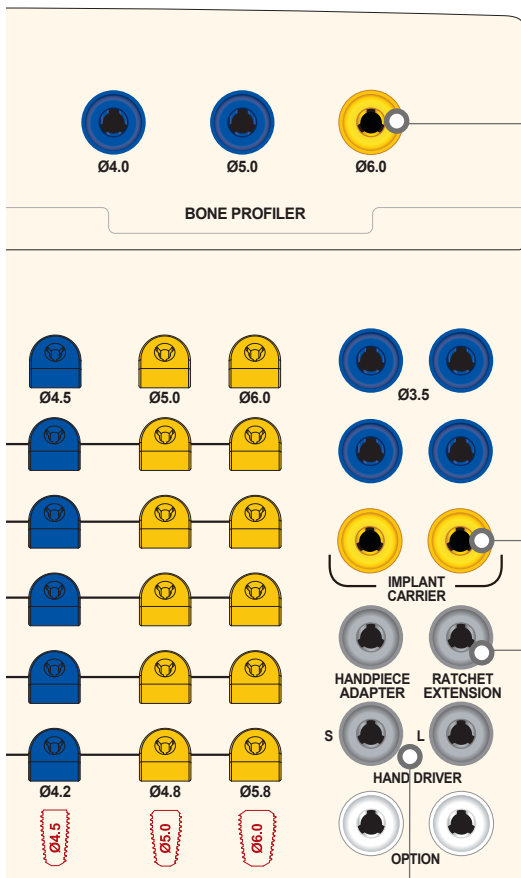 Ø4.0 Ø5.0 Ø6.0
BONE PROFILER
Ø4.5 Ø5.0 Ø6.0
Ø3.5
IMPLANT
CARRIER
HANDPIECE
ADAPTER
RATCHET
EXTENSION
S L
HAND DRIVER
Ø4.2 Ø4.8 Ø5.8
Ø4.5 Ø5.0 Ø6.0
OPTION